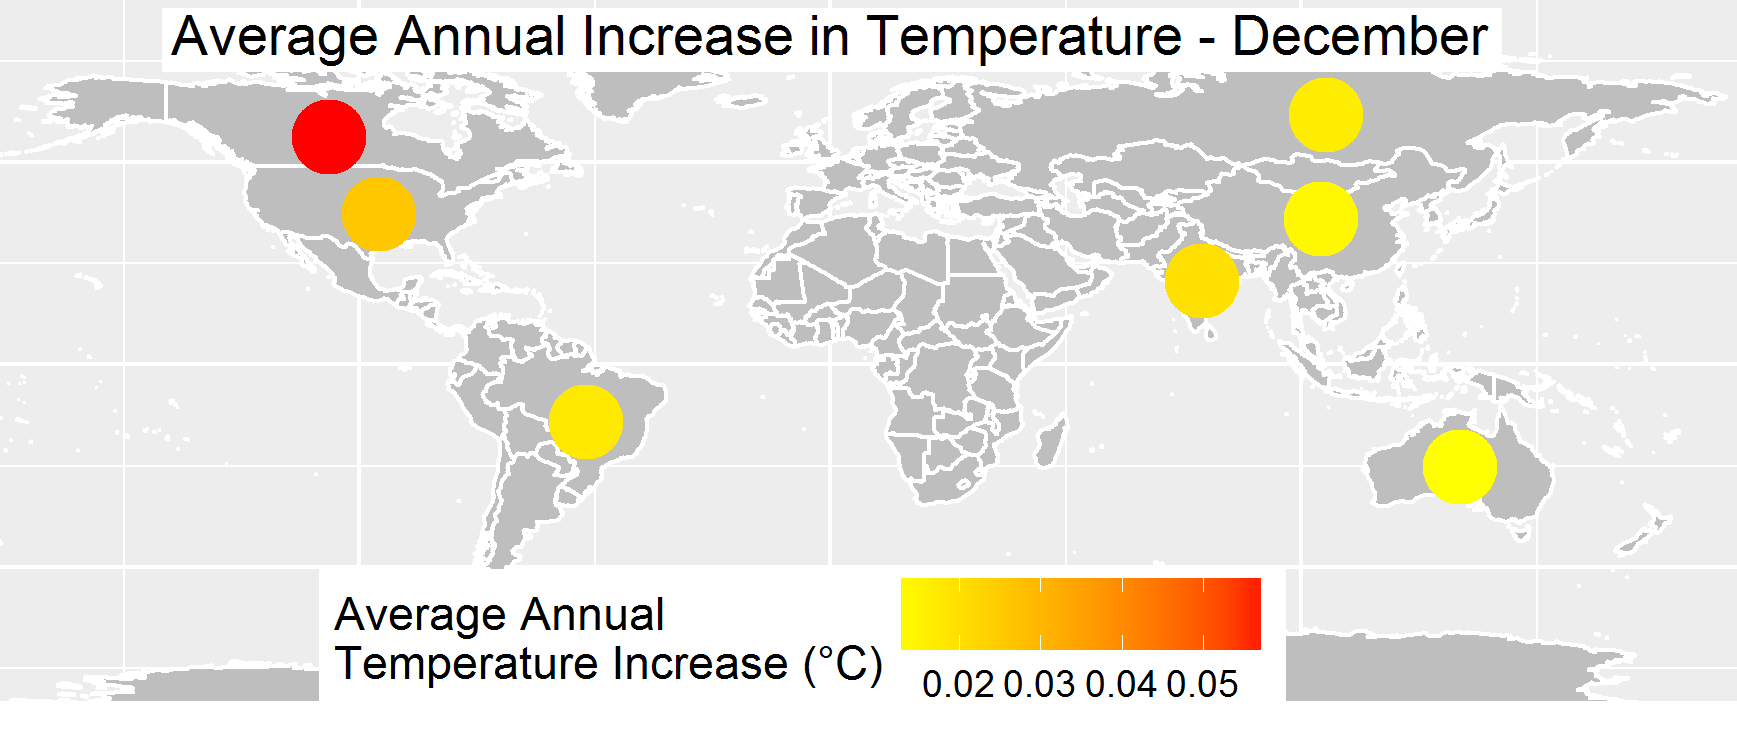 Average Annual Increase in Temperature - December
Average Annual
Temperature Increase (°C)
0.02 0.03 0.04 0.05